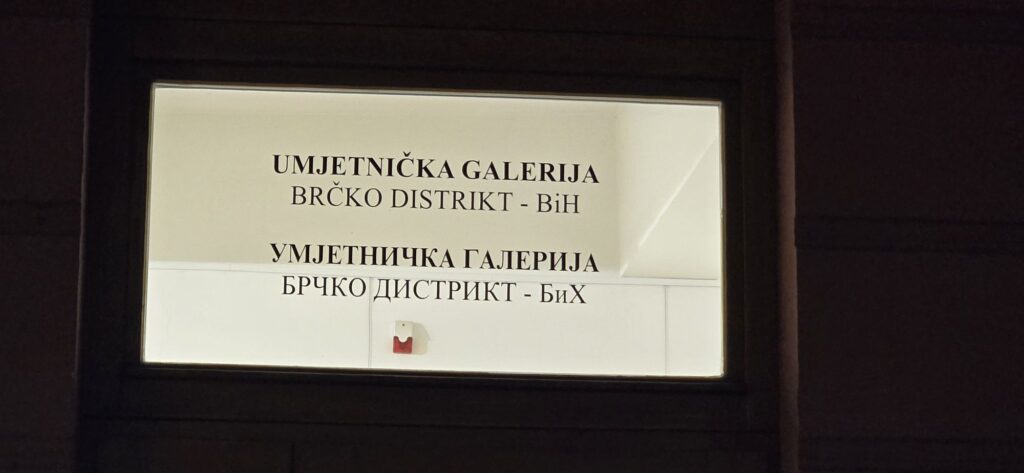 UMJETNIČKA GALERIJA
BRČKO DISTRIKT - BiH
УМЈЕТНИЧКА ГАЛЕРИЈА
БРЧКО ДИСТРИКТ - БиХ